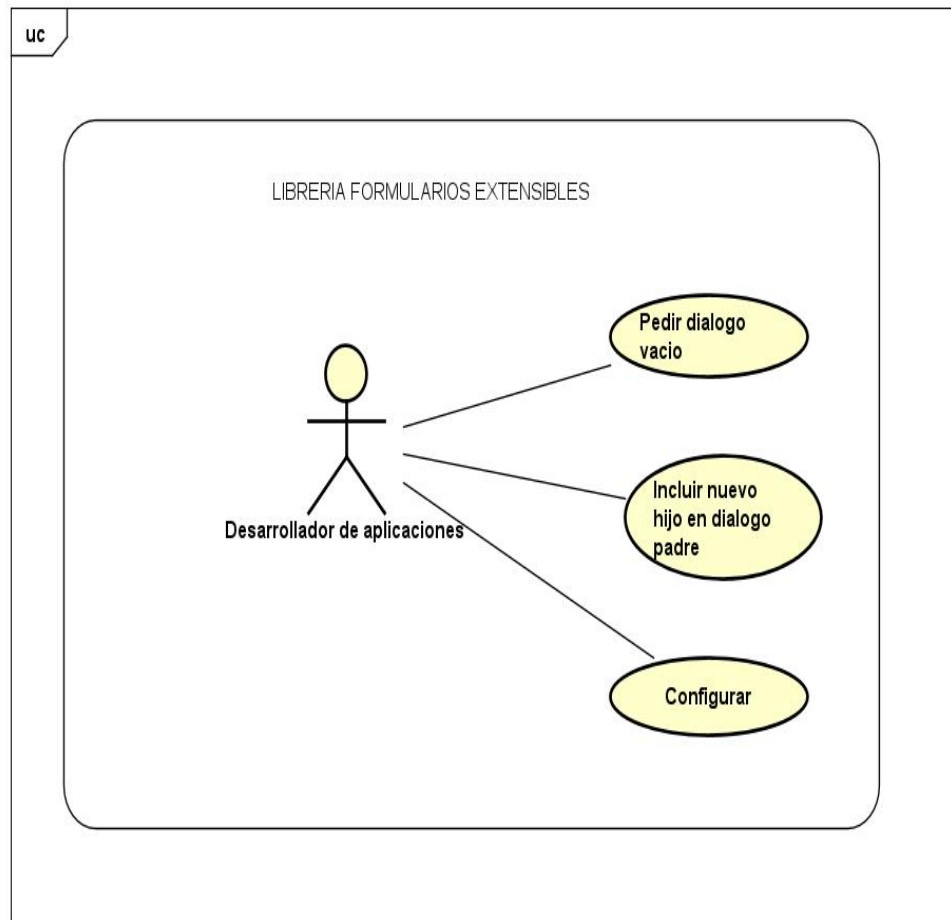 uc
LIBRERIA FORMULARIOS EXTENSIBLES
Pedir dialogo
vacio
Incluir nuevo
hijo en dialogo
padre
Desarrollador de aplicaciones
Configurar